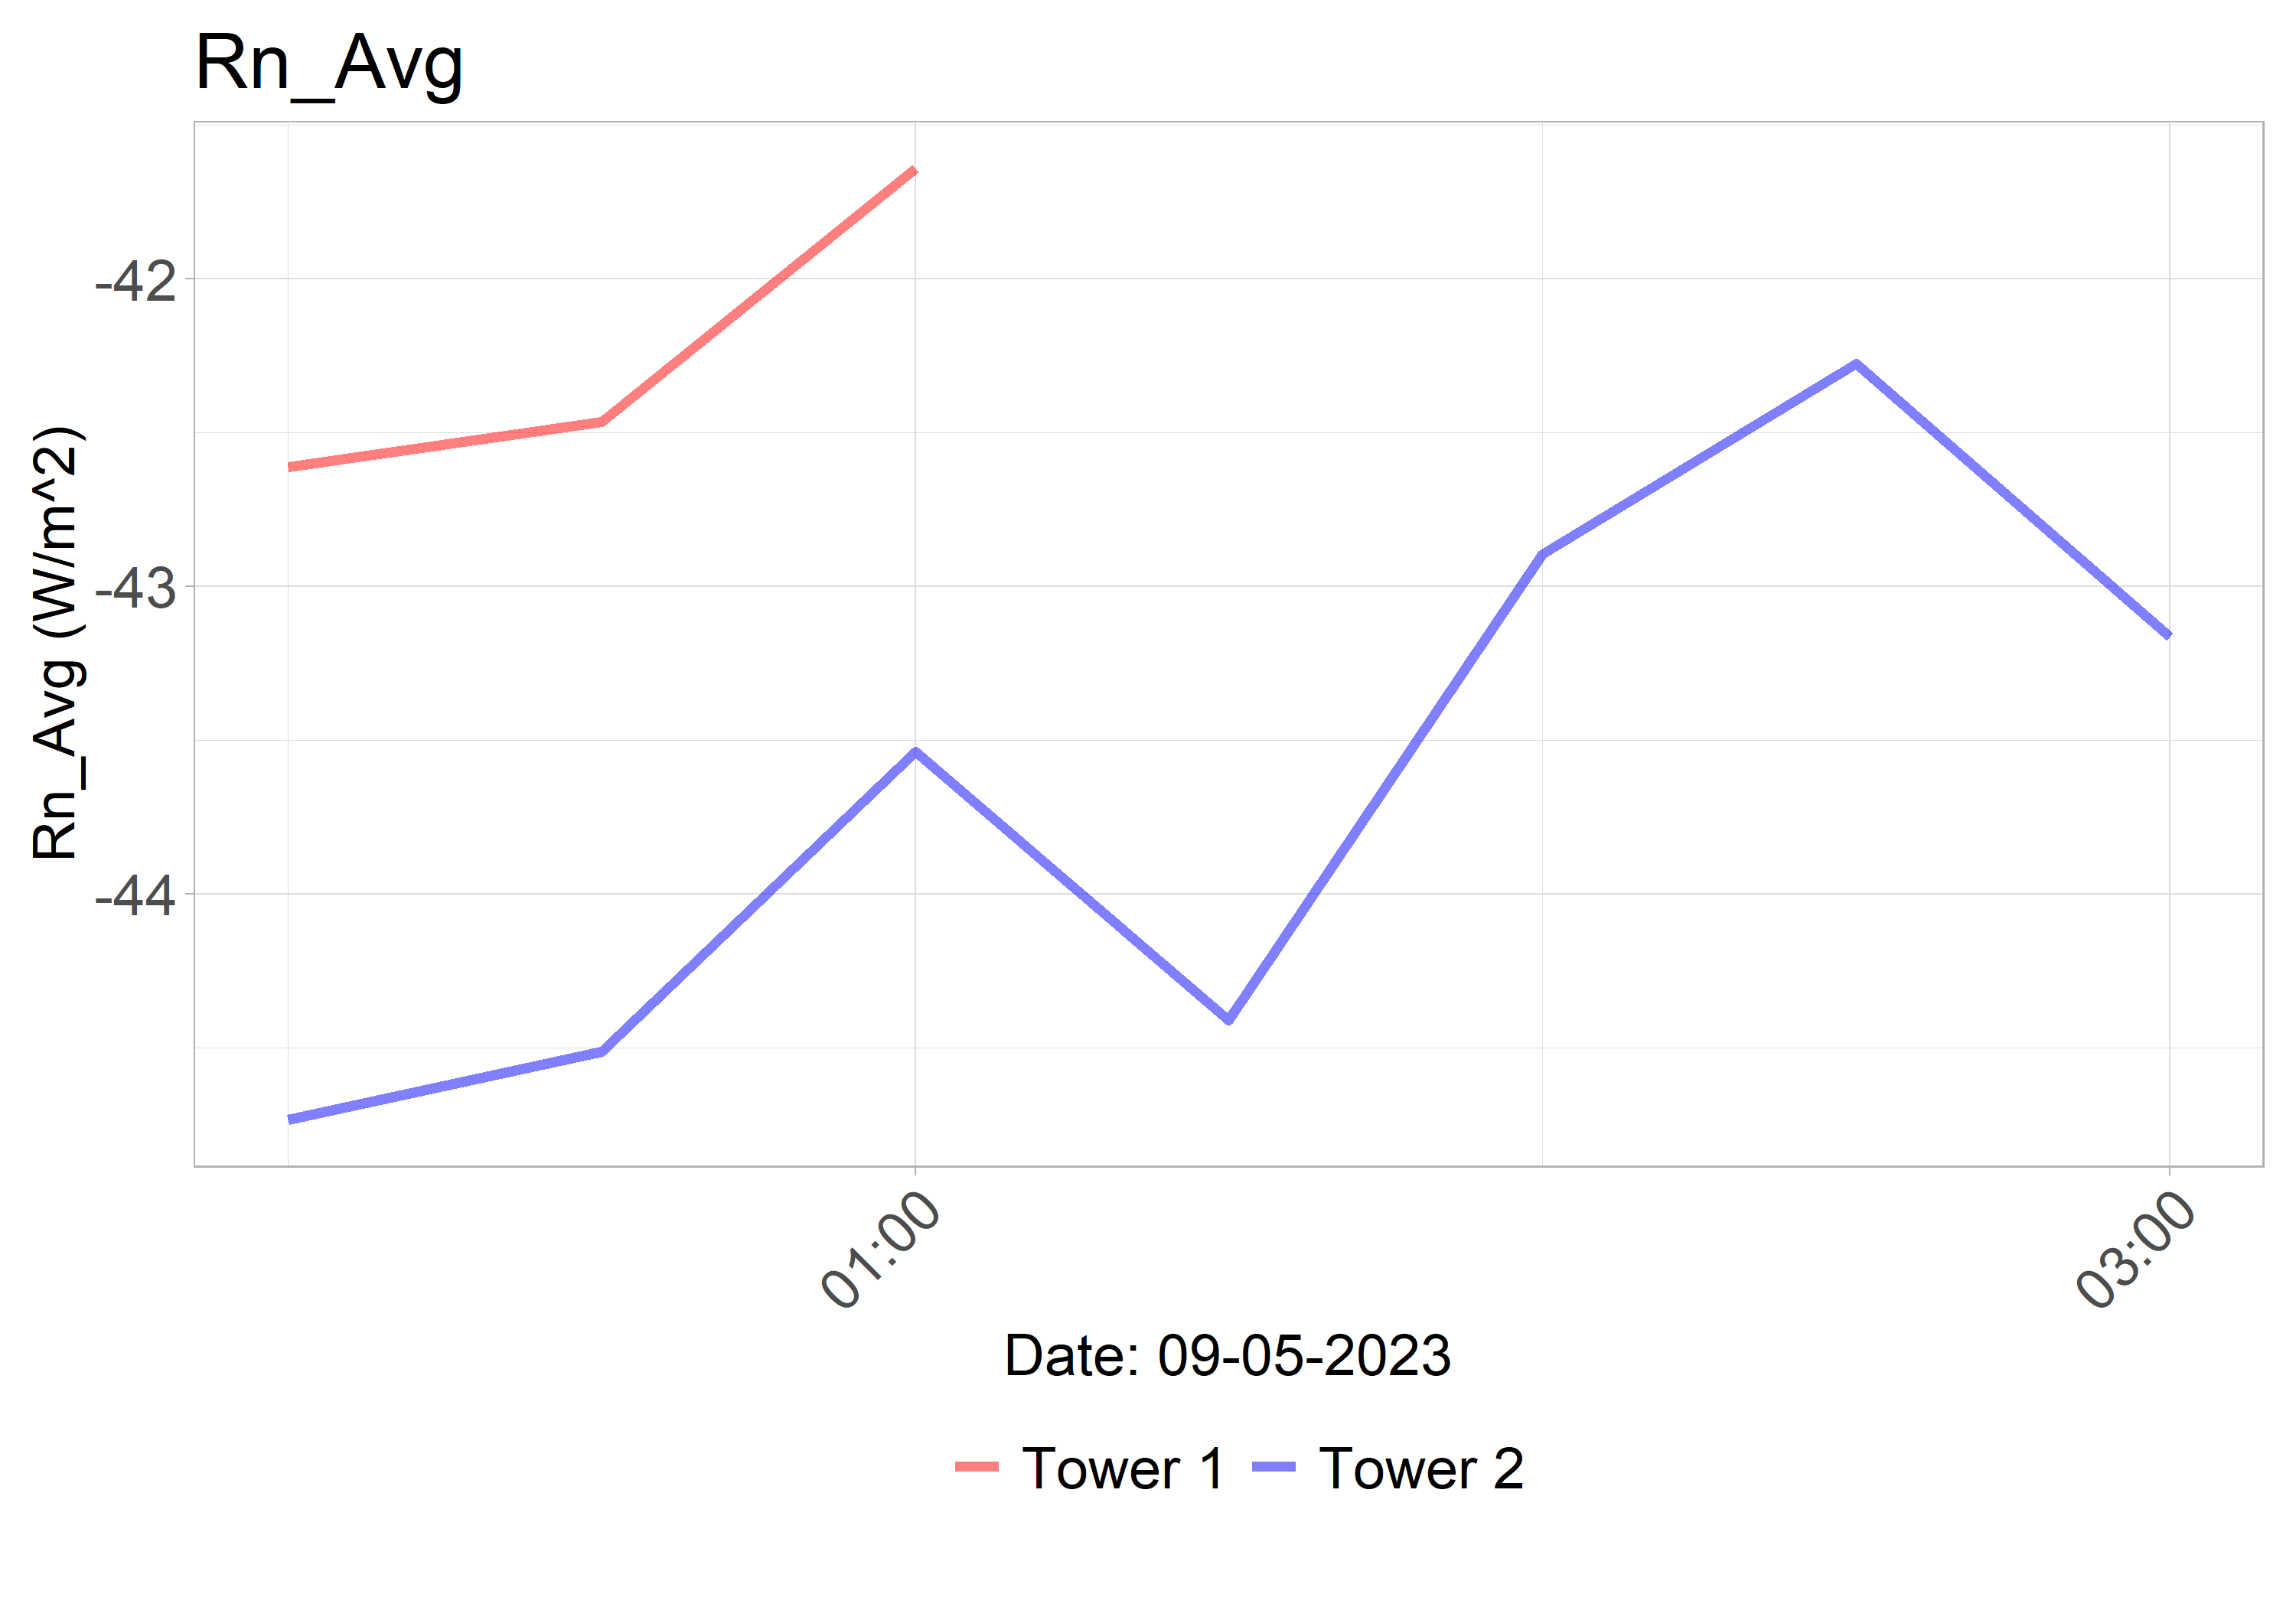 Rn_Avg
Rn_Avg (W/m^2)
-42
-43
-44
01:00
03:00
Date: 09-05-2023
Tower 1
Tower 2